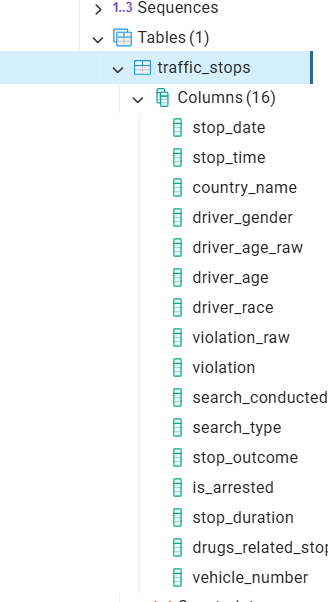 1..3 Sequences
Tables (1)
traffic_stops
Columns (16)
stop_date
stop_time
country_name
driver_gender
driver_age_raw
driver_age
driver_race
violation_raw
violation
search_conducted
search_type
stop_outcome
is_arrested
stop_duration
drugs_related_stop
vehicle_number